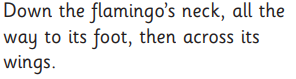 Down the flamingo’s neck, all the
way to its foot, then across its
wings.